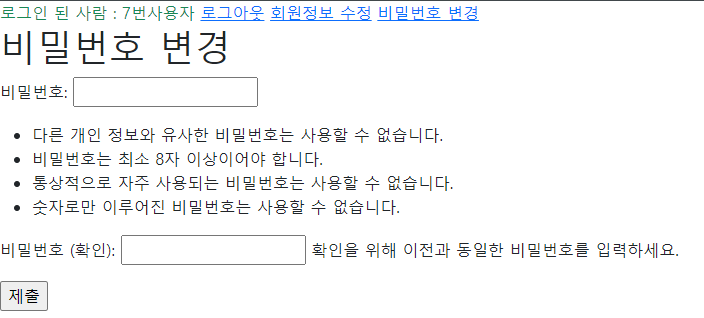 로그인 된 사람 : 7번사용자 로그아웃 회원정보 수정 비밀번호 변경
비밀번호 변경
비밀번호:
다른 개인 정보와 유사한 비밀번호는 사용할 수 없습니다.
비밀번호는 최소 8자 이상이어야 합니다.
통상적으로 자주 사용되는 비밀번호는 사용할 수 없습니다.
숫자로만 이루어진 비밀번호는 사용할 수 없습니다.
비밀번호 (확인): 확인을 위해 이전과 동일한 비밀번호를 입력하세요.
제출